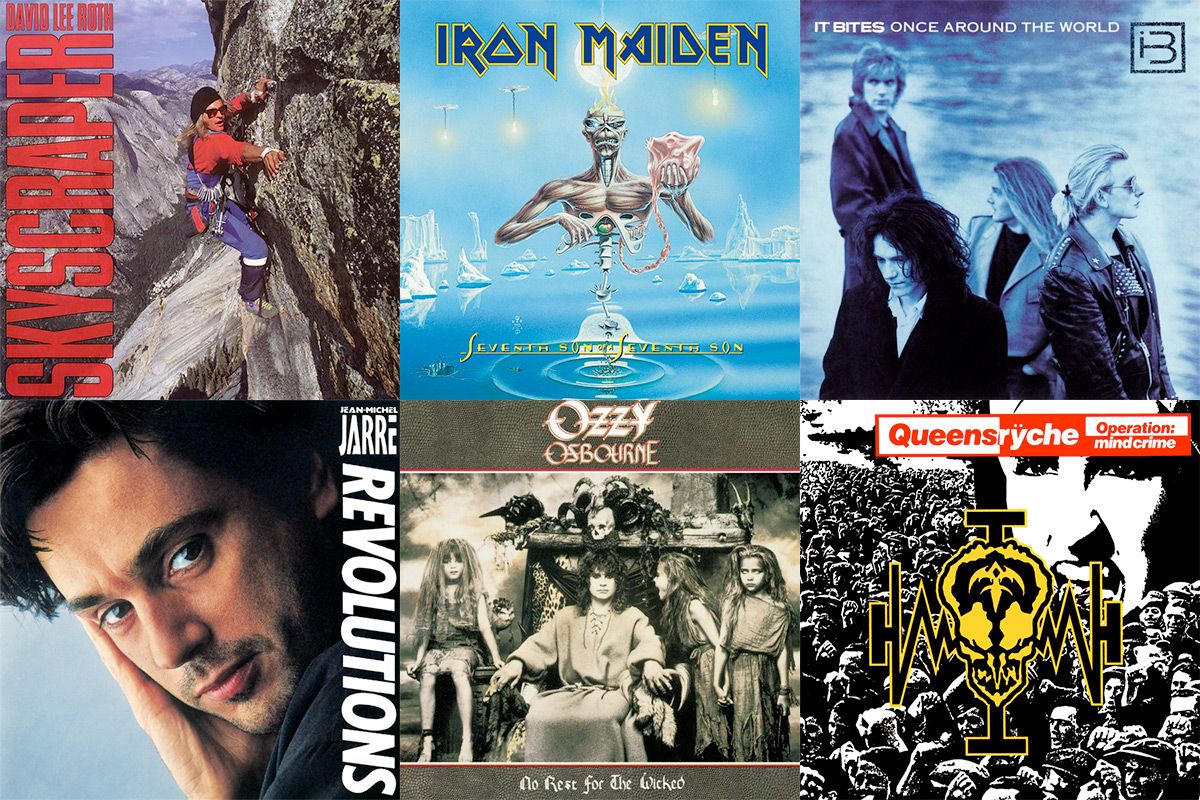 DAVID LEE ROTH
SKYSCRAPER
IRON MAIDEN
SEVENTH SON of a SEVENTH SON
IT BITES ONCE AROUND THE WORLD
iB
JEAN-MICHEL
JARRE
REVOLUTIONS
OZZY
OSBOURNE
No Rest for The Wicked
Queensrÿche
Operation:
mindcrime